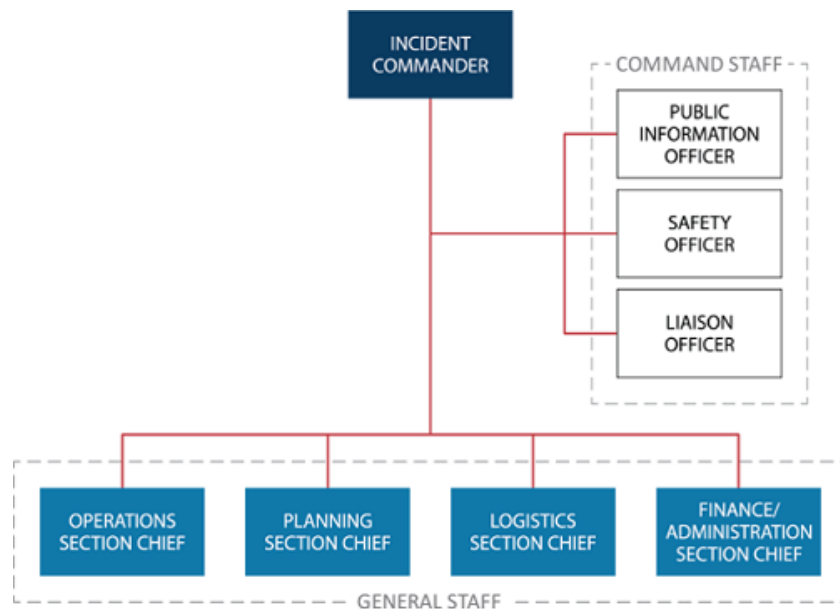 INCIDENT
COMMANDER
COMMAND STAFF
PUBLIC
INFORMATION
OFFICER
SAFETY
OFFICER
LIAISON
OFFICER
OPERATIONS
SECTION CHIEF
PLANNING
SECTION CHIEF
LOGISTICS
SECTION CHIEF
FINANCE/
ADMINISTRATION
SECTION CHIEF
GENERAL STAFF